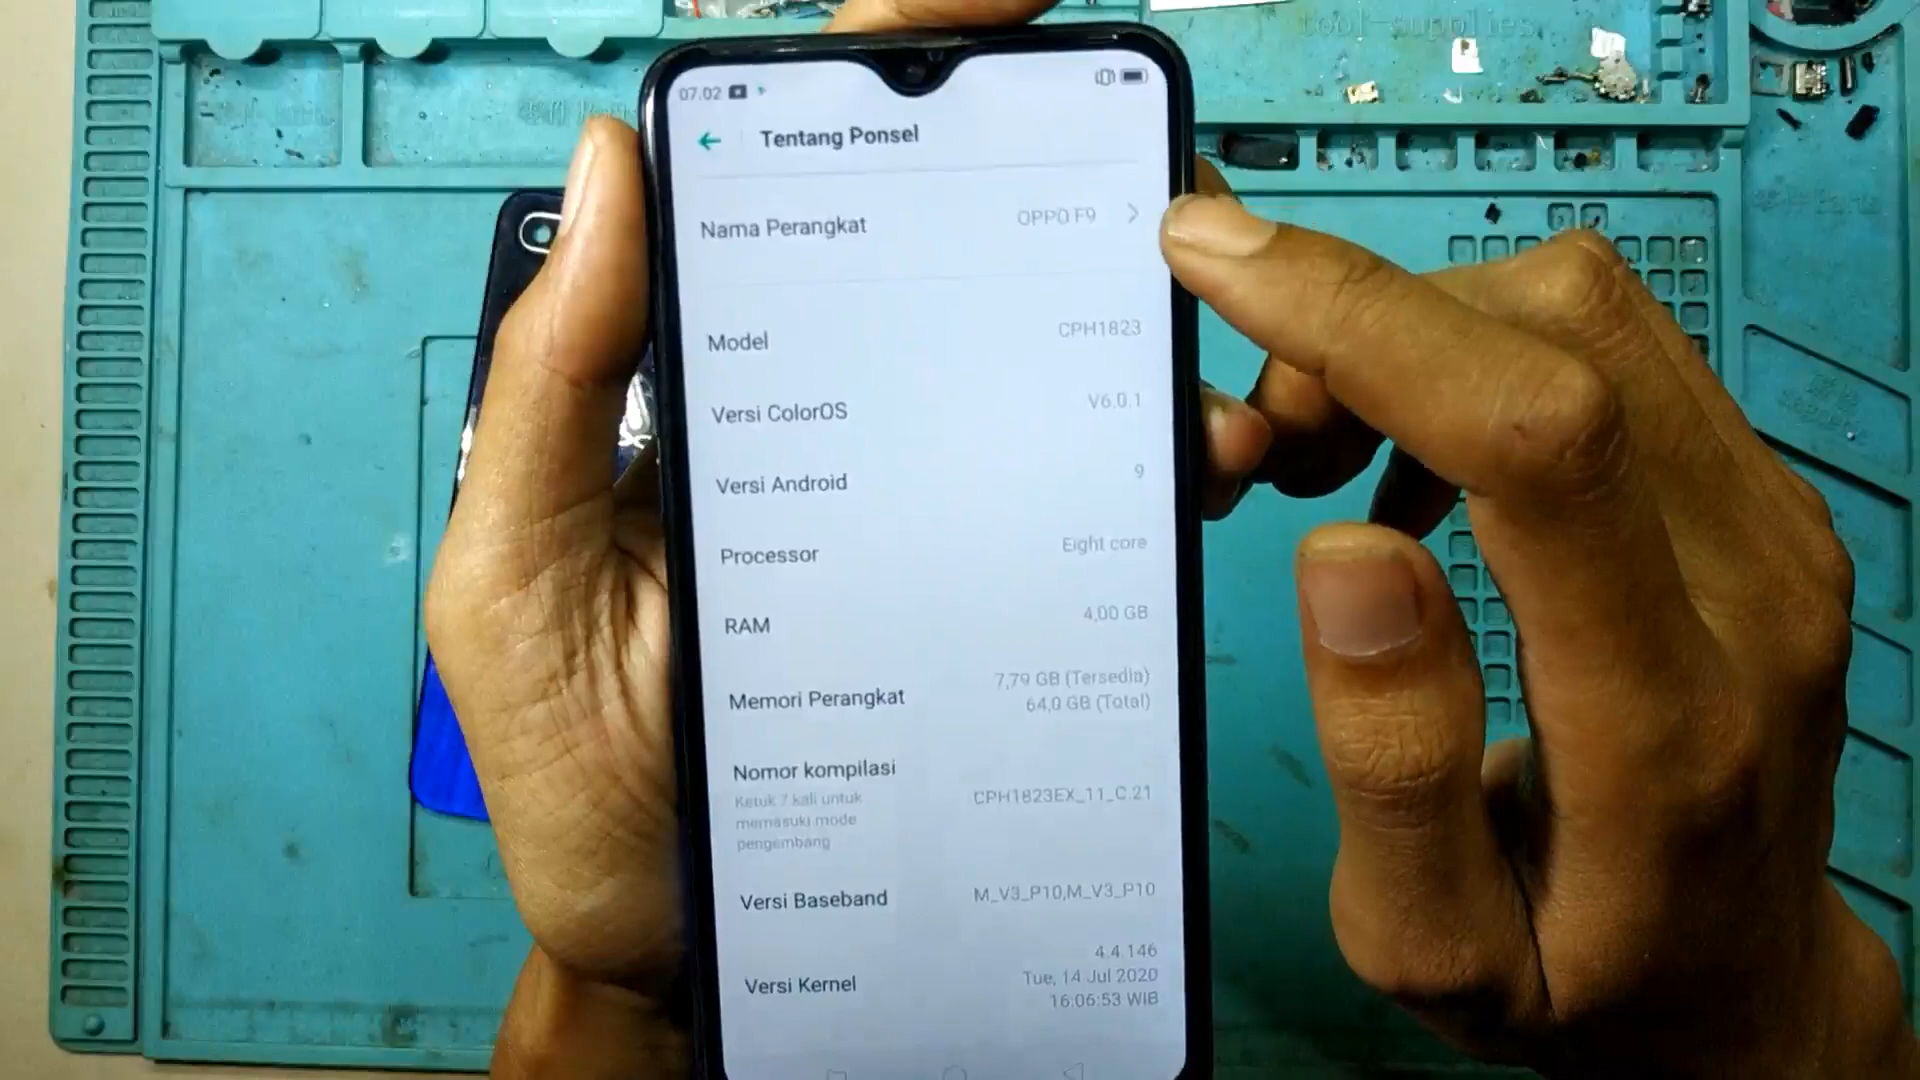 tool-supplies
07.02
Tentang Ponsel
Nama Perangkat OPPO F9
Model CPH1823
Versi ColorOS V6.0.1
Versi Android 9
Processor Eight core
RAM 4,00 GB
Memori Perangkat 7,79 GB (Tersedia)
64,0 GB (Total)
Nomor kompilasi
Ketuk 7 kali untuk
memasuki mode
pengembang
CPH1823EX_11_C.21
Versi Baseband M_V3_P10,M_V3_P10
Versi Kernel 4.4.146
Tue, 14 Jul 2020
16:06:53 WIB